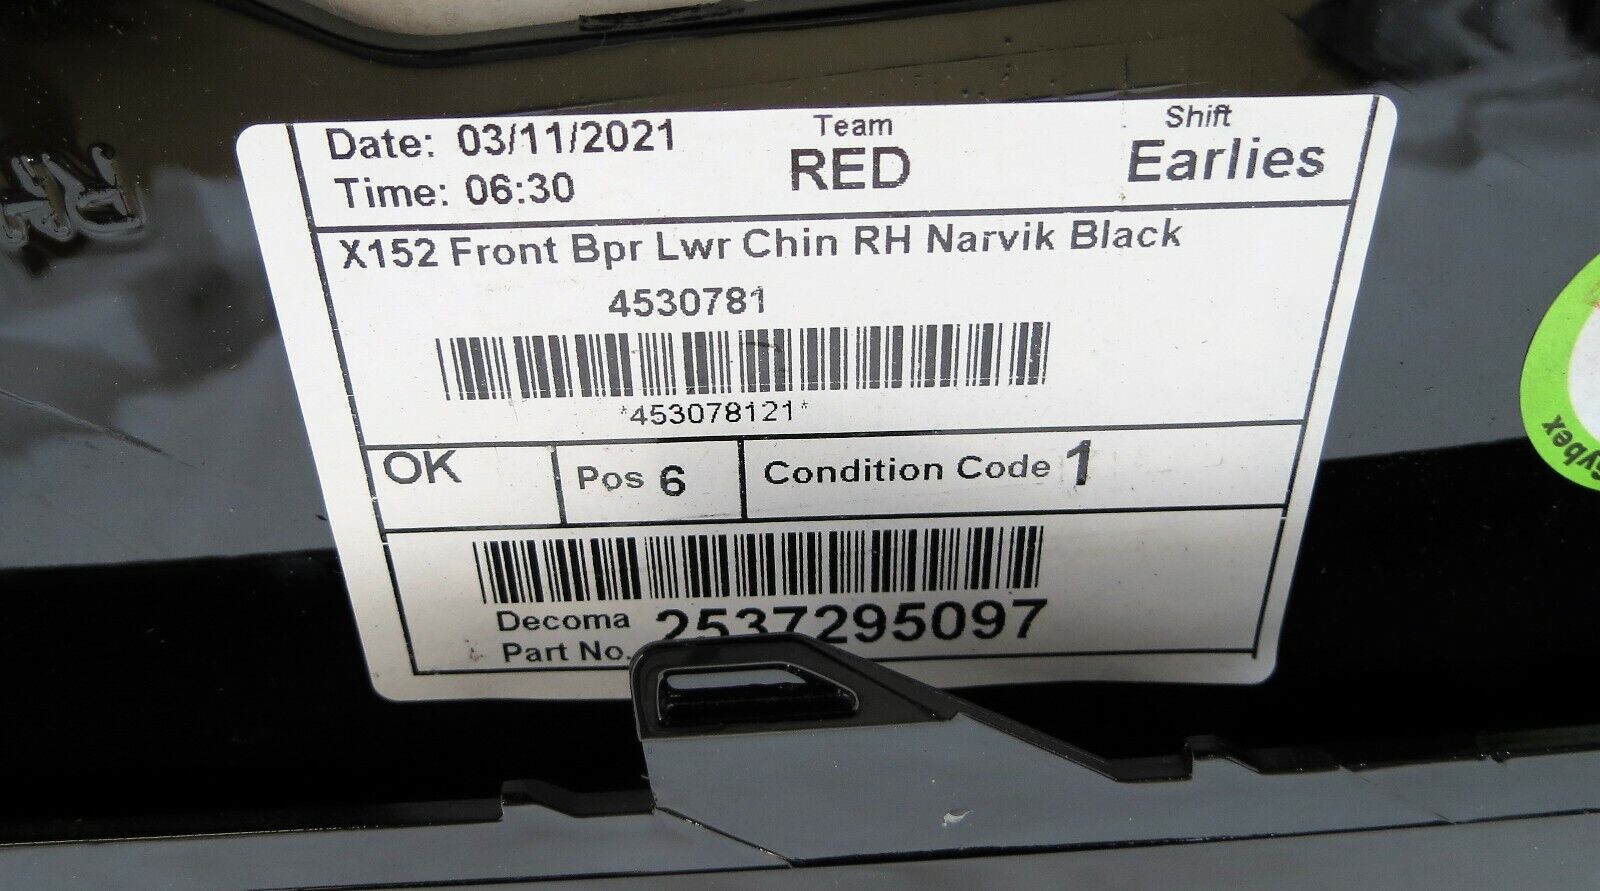 Date: 03/11/2021
Time: 06:30
Team
RED
Shift
Earlies
X152 Front Bpr Lwr Chin RH Narvik Black
4530781
*453078121*
OK
Pos 6
Condition Code 1
Decoma
Part No.
2537295097